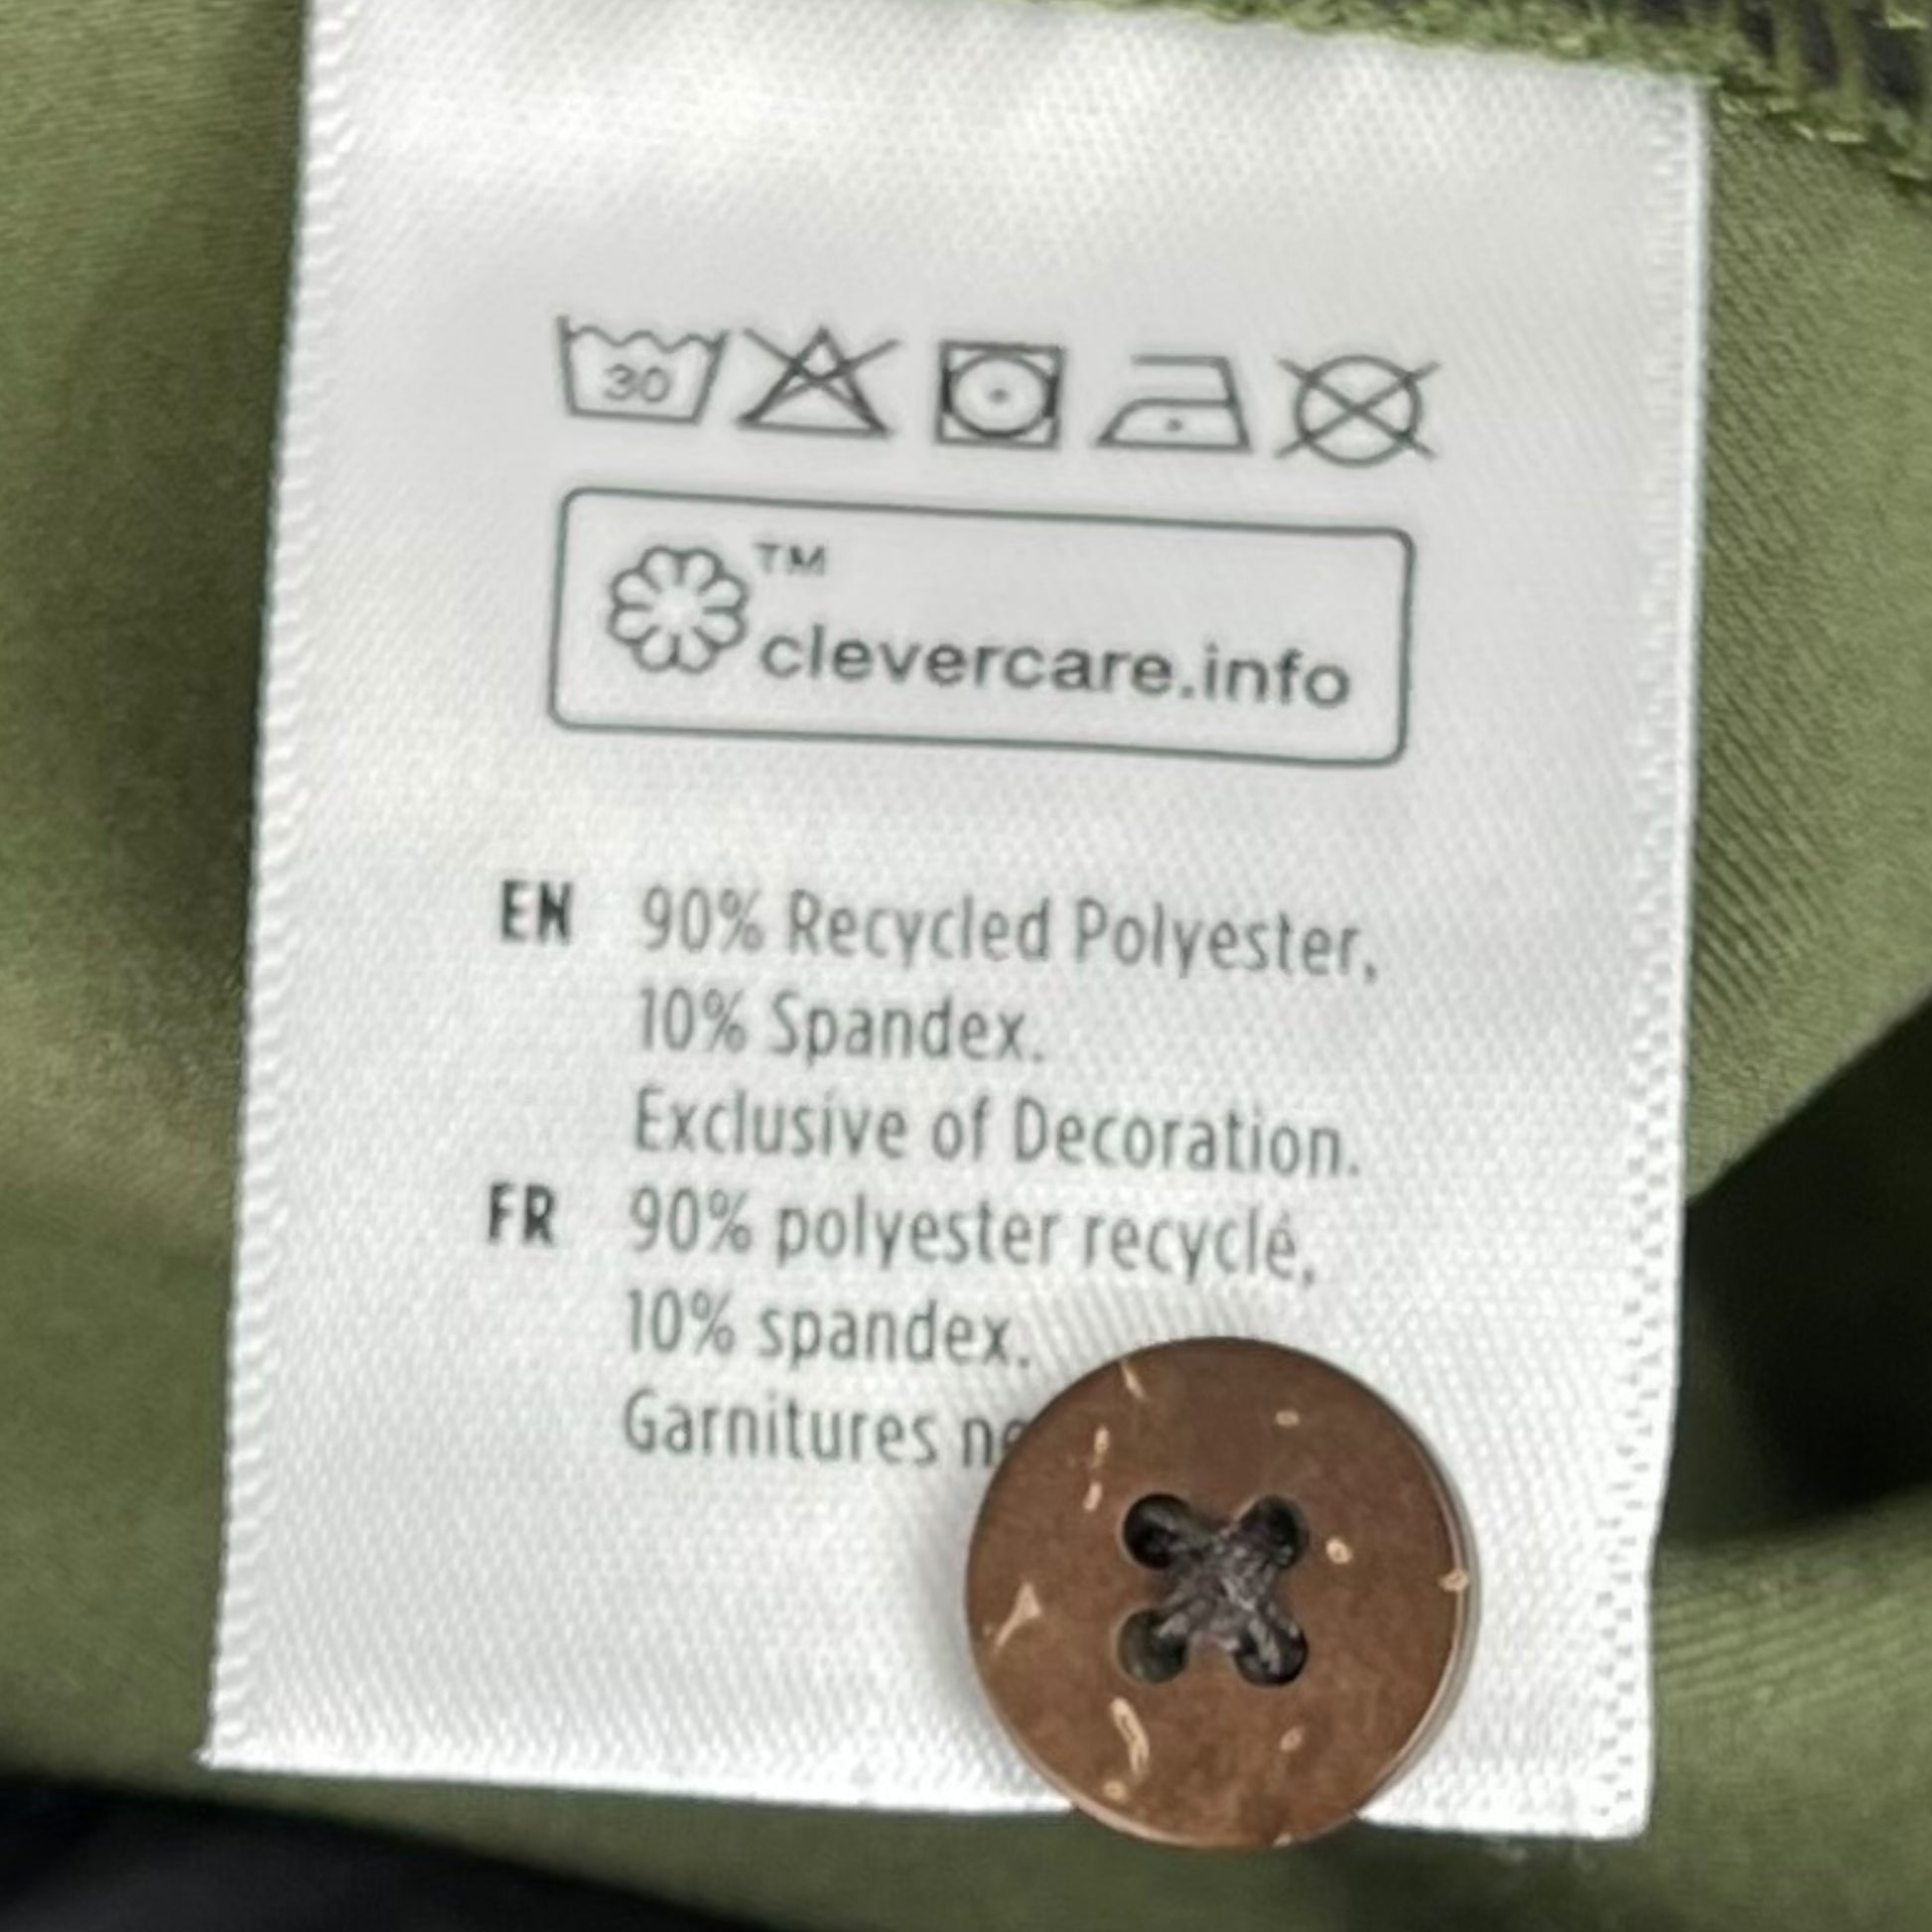 30
TM
clevercare.info
EN 90% Recycled Polyester,
10% Spandex.
Exclusive of Decoration.
FR 90% polyester recyclé,
10% spandex.
Garnitures